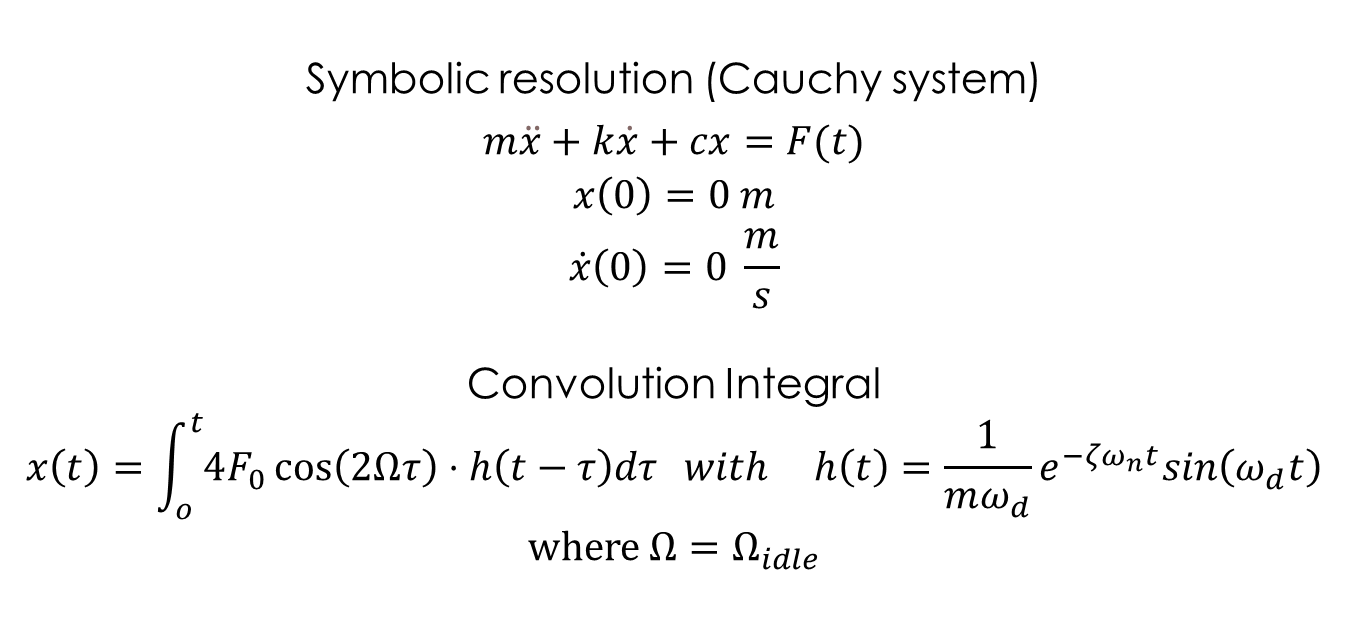 Symbolic resolution (Cauchy system)
mẍ + kẋ + cx = F(t)
x(0) = 0 m
ẋ(0) = 0 m/s
Convolution Integral
x(t) = ∫ₒᵗ 4F₀ cos(2Ωτ) · h(t − τ)dτ with h(t) = 1/(mω_d) e^(−ζω_n t) sin(ω_d t)
where Ω = Ω_idle